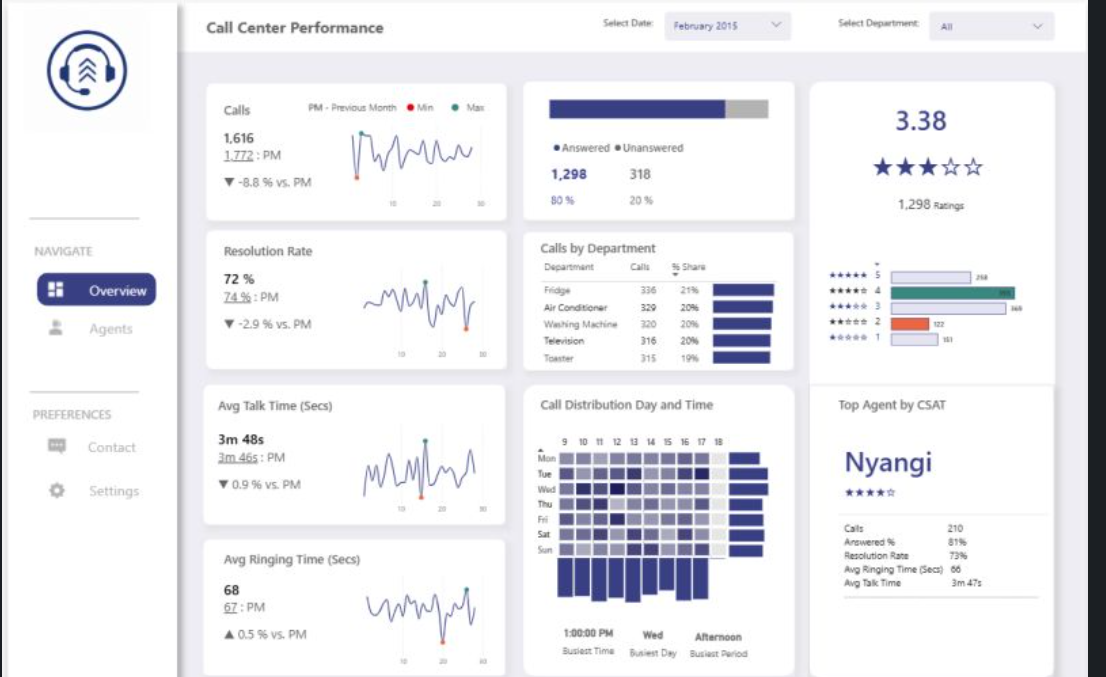 Call Center Performance
Select Date:
February 2015
Select Department:
All
NAVIGATE
Overview
Agents
PREFERENCES
Contact
Settings
Calls
PM - Previous Month Min Max
1,616
1,772 : PM
▼ -8.8 % vs. PM
10 20 30
Resolution Rate
72 %
74 % : PM
▼ -2.9 % vs. PM
10 20 30
Avg Talk Time (Secs)
3m 48s
3m 46s : PM
▼ 0.9 % vs. PM
10 20 30
Avg Ringing Time (Secs)
68
67 : PM
▲ 0.5 % vs. PM
10 20 30
Answered Unanswered
1,298 318
80 % 20 %
Calls by Department
Department Calls % Share
Fridge 336 21%
Air Conditioner 329 20%
Washing Machine 320 20%
Television 316 20%
Toaster 315 19%
Call Distribution Day and Time
9 10 11 12 13 14 15 16 17 18
Mon
Tue
Wed
Thu
Fri
Sat
Sun
1:00:00 PM Wed Afternoon
Busiest Time Busiest Day Busiest Period
3.38
★★★☆☆
1,298 Ratings
★★★★★ 5
★★★★☆ 4
★★★☆☆ 3
★★☆☆☆ 2 122
★☆☆☆☆ 1 151
Top Agent by CSAT
Nyangi
★★★★☆
Calls 210
Answered % 81%
Resolution Rate 73%
Avg Ringing Time (Secs) 66
Avg Talk Time 3m 47s